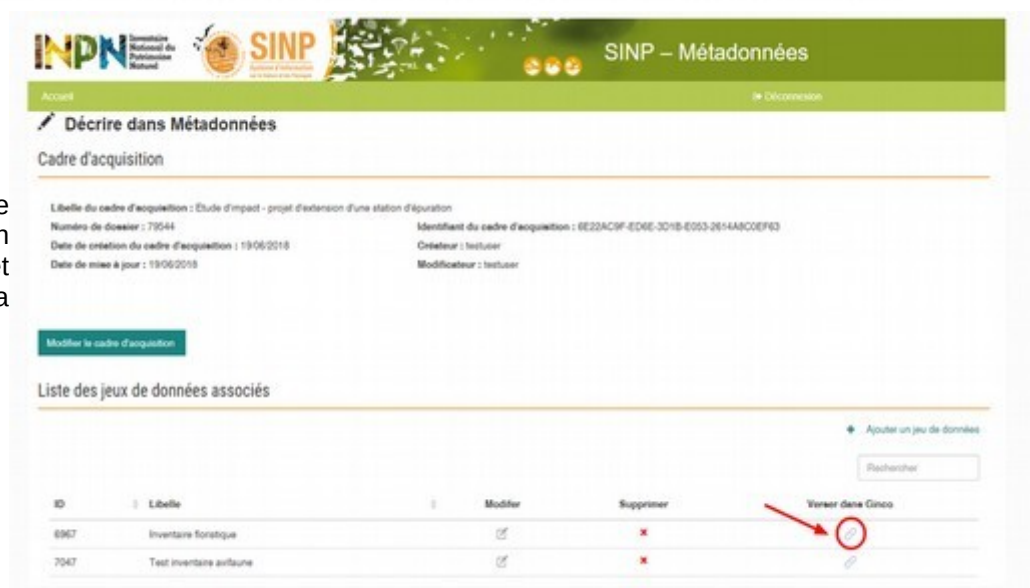 INPN Inventaire
National du
Patrimoine
Naturel
SINP
SINP – Métadonnées
Accueil
Déconnexion
Décrire dans Métadonnées
Cadre d'acquisition
e
n
et
a
Libelle du cadre d'acquisition : Étude d'impact - projet d'extension d'une station d'épuration
Numéro de dossier : 79544
Identifiant du cadre d'acquisition : 6E22AC9F-ED6E-3D1B-E053-2614A8C0EF63
Date de création du cadre d'acquisition : 19/06/2018
Créateur : testuser
Date de mise à jour : 19/06/2018
Modificateur : testuser
Modifier le cadre d'acquisition
Liste des jeux de données associés
Ajouter un jeu de données
Rechercher
ID Libelle Modifier Supprimer Verser dans Ginco
6967 Inventaire floristique
7047 Test inventaire avifaune